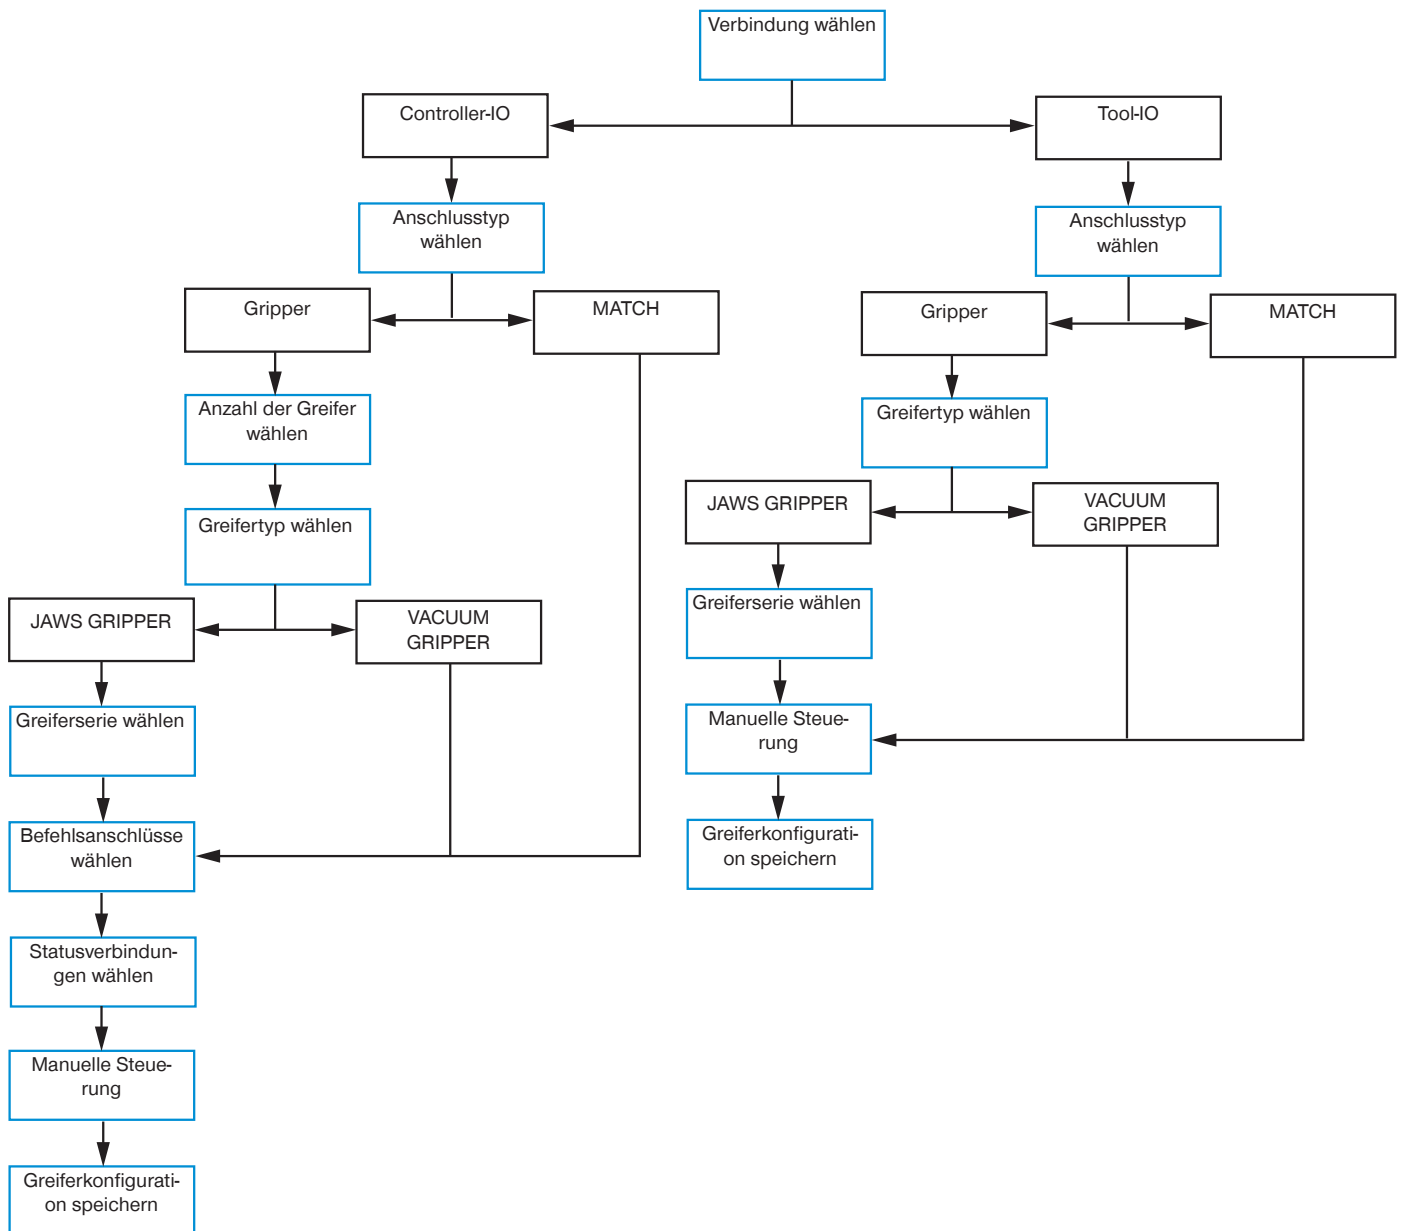 Verbindung wählen
Controller-IO
Tool-IO
Anschlusstyp
wählen
Anschlusstyp
wählen
Gripper
MATCH
Gripper
MATCH
Anzahl der Greifer
wählen
Greifertyp wählen
Greifertyp wählen
JAWS GRIPPER
VACUUM
GRIPPER
JAWS GRIPPER
VACUUM
GRIPPER
Greiferserie wählen
Greiferserie wählen
Manuelle Steue-
rung
Befehlsanschlüsse
wählen
Greiferkonfigurati-
on speichern
Statusverbindun-
gen wählen
Manuelle Steue-
rung
Greiferkonfigurati-
on speichern